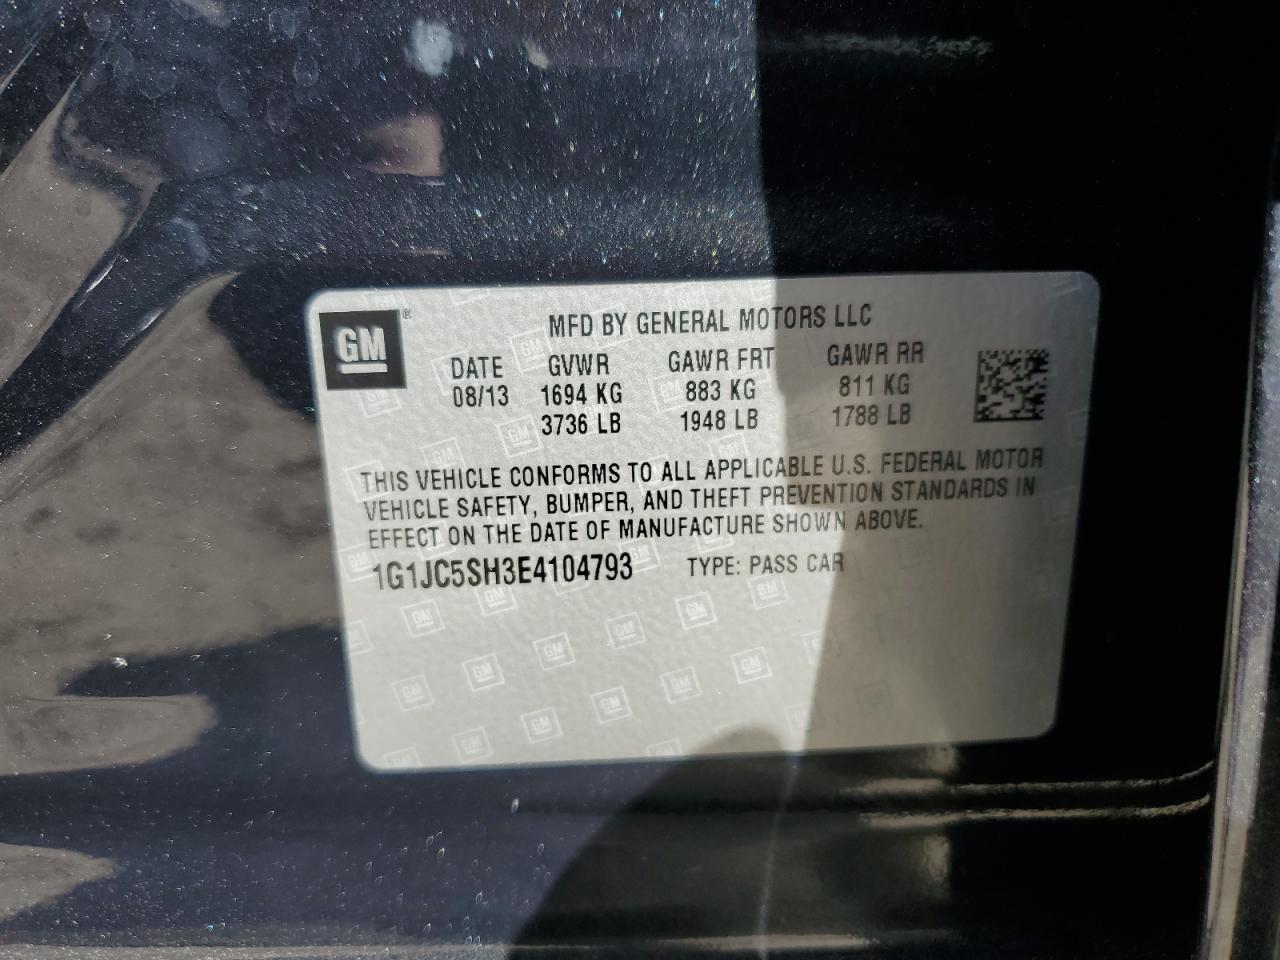 GM ®
MFD BY GENERAL MOTORS LLC
DATE GVWR GAWR FRT GAWR RR
08/13 1694 KG 883 KG 811 KG
3736 LB 1948 LB 1788 LB
THIS VEHICLE CONFORMS TO ALL APPLICABLE U.S. FEDERAL MOTOR
VEHICLE SAFETY, BUMPER, AND THEFT PREVENTION STANDARDS IN
EFFECT ON THE DATE OF MANUFACTURE SHOWN ABOVE.
1G1JC5SH3E4104793 TYPE: PASS CAR